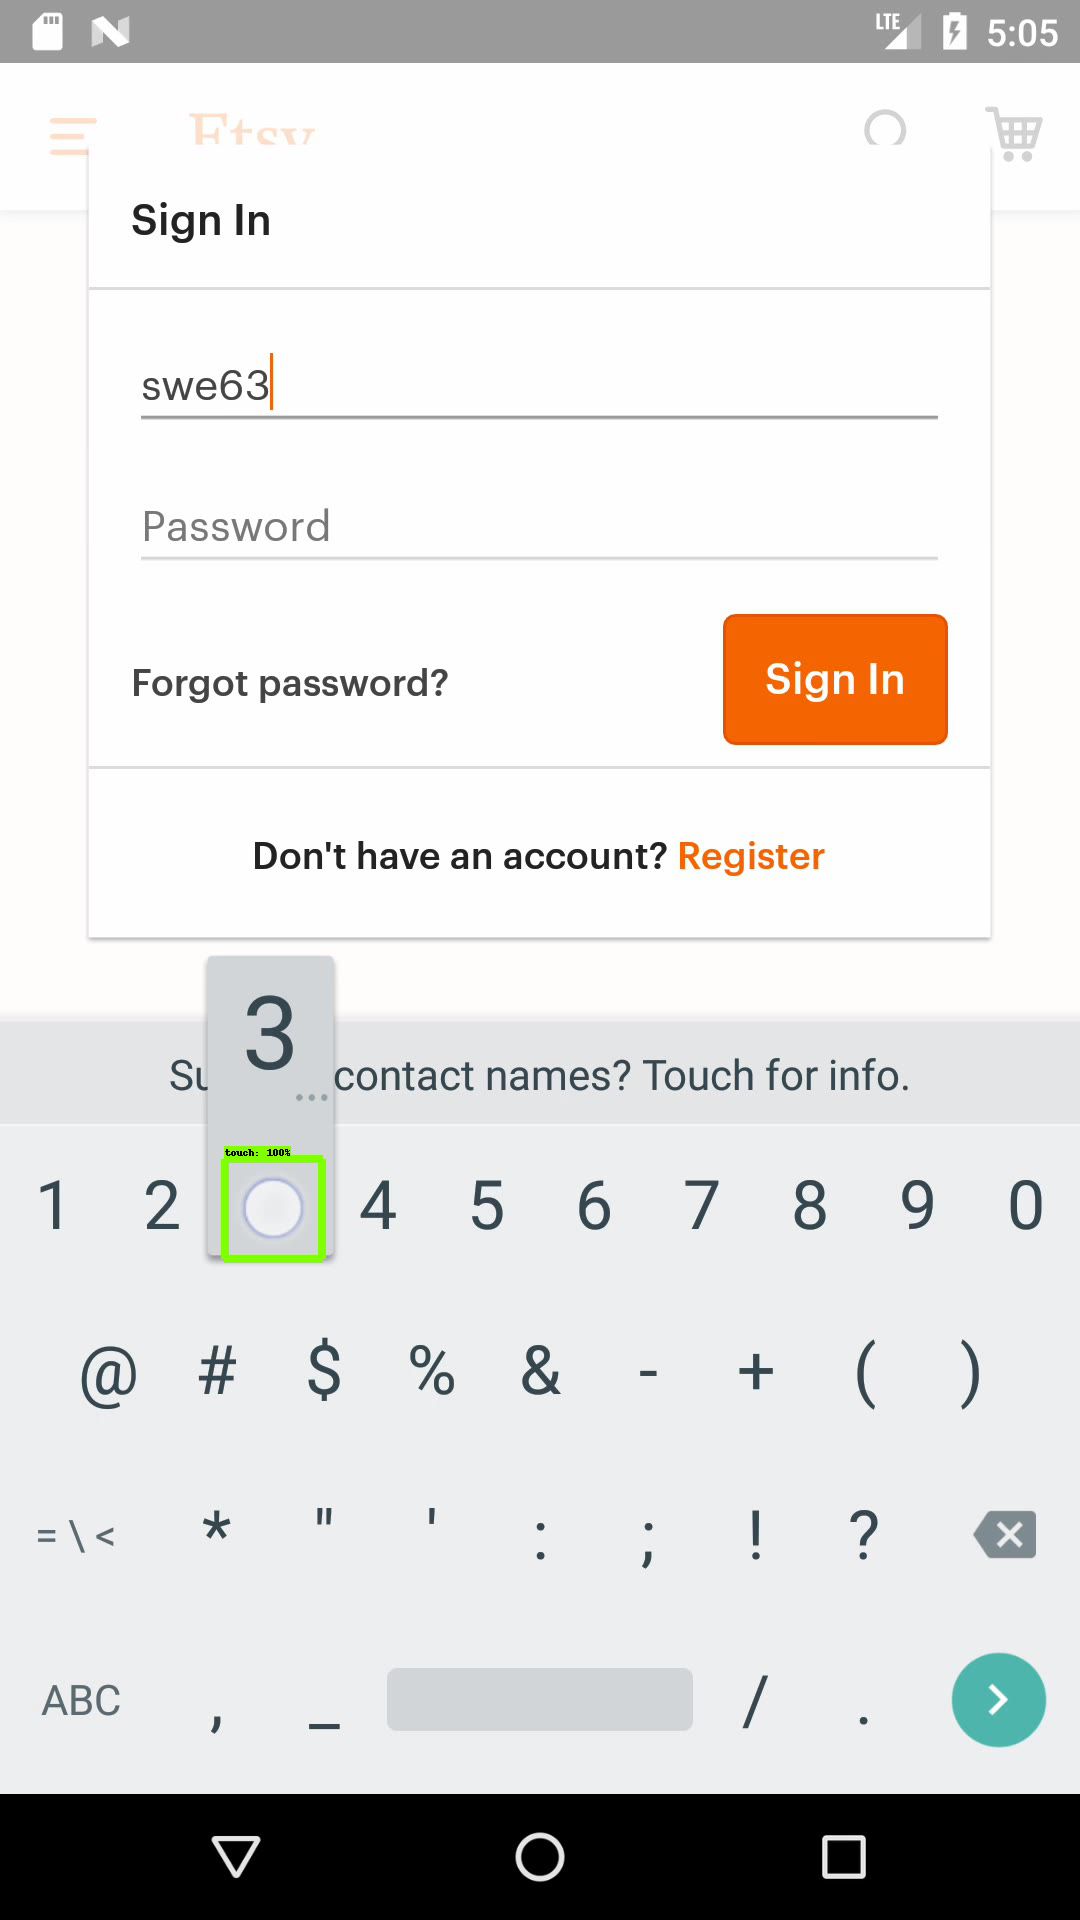 LTE 5:05
Etsy
Sign In
swe63
Password
Forgot password? Sign In
Don't have an account? Register
3
contact names? Touch for info.
touch: 100%
1 2 4 5 6 7 8 9 0
@ # $ % & - + ( )
= \ < * " ' : ; ! ?
ABC , _ / .